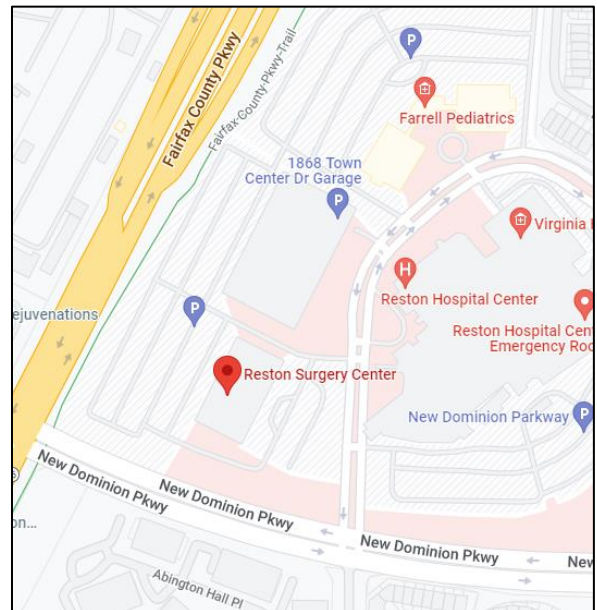 Fairfax County Pkwy
Fairfax-County Pkwy-Trail
P
Farrell Pediatrics
1868 Town
Center Dr Garage
P
Virginia
H
Reston Hospital Center
Reston Hospital Cen
Emergency Roo
ejuvenations
P
Reston Surgery Center
New Dominion Parkway
P
New Dominion Pkwy
New Dominion Pkwy
New Dominion Pkwy
New Dominion Pkwy
New
on...
Abington Hall Pl